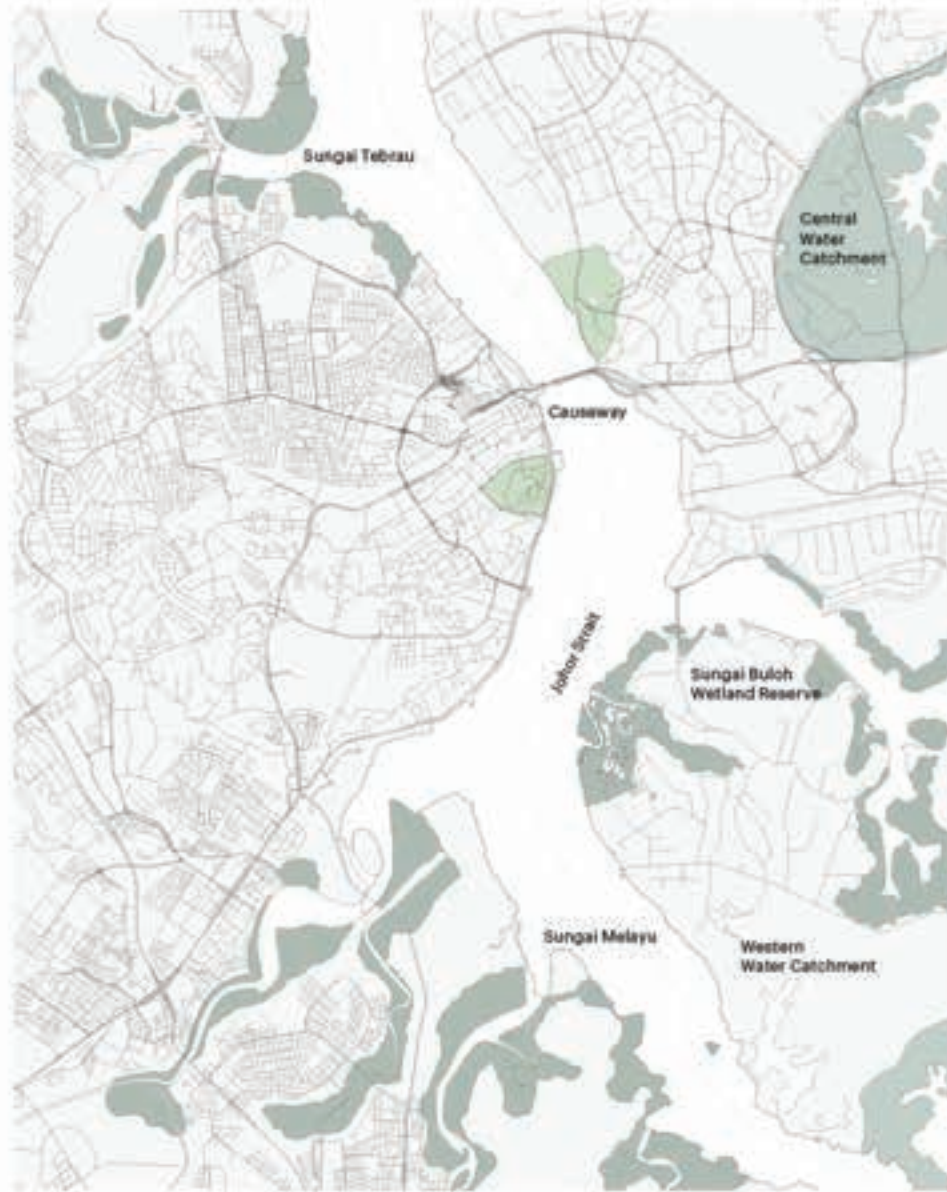 Sungai Tebrau
Central
Water
Catchment
Causeway
Johor Strait
Sungai Buloh
Wetland Reserve
Sungai Melayu
Western
Water Catchment